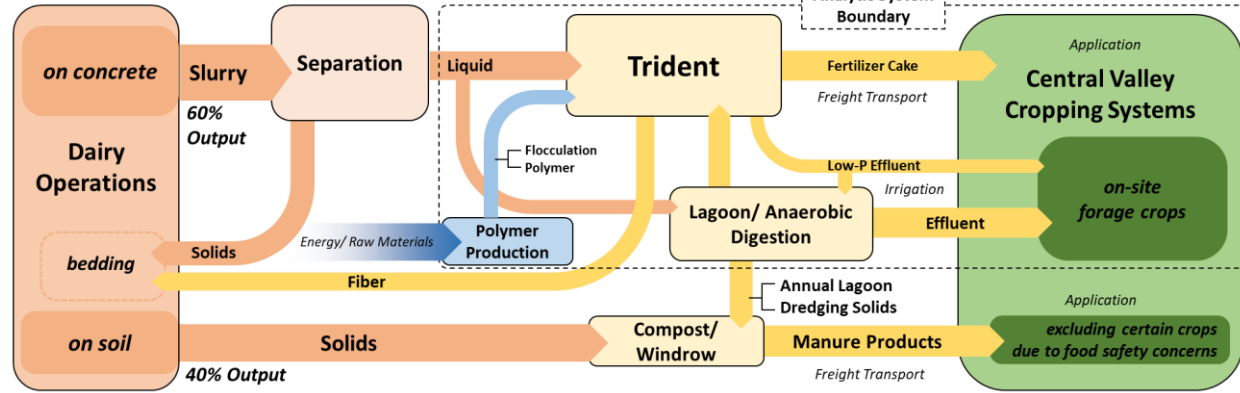 Boundary
on concrete
Slurry
60%
Output
Separation
Liquid
Trident
Fertilizer Cake
Freight Transport
Application
Central Valley
Cropping Systems
Dairy
Operations
Flocculation
Polymer
Low-P Effluent
Irrigation
on-site
forage crops
Lagoon/ Anaerobic
Digestion
Effluent
Energy/ Raw Materials
Polymer
Production
bedding
Solids
Fiber
Annual Lagoon
Dredging Solids
Application
on soil
Solids
40% Output
Compost/
Windrow
Manure Products
Freight Transport
excluding certain crops
due to food safety concerns